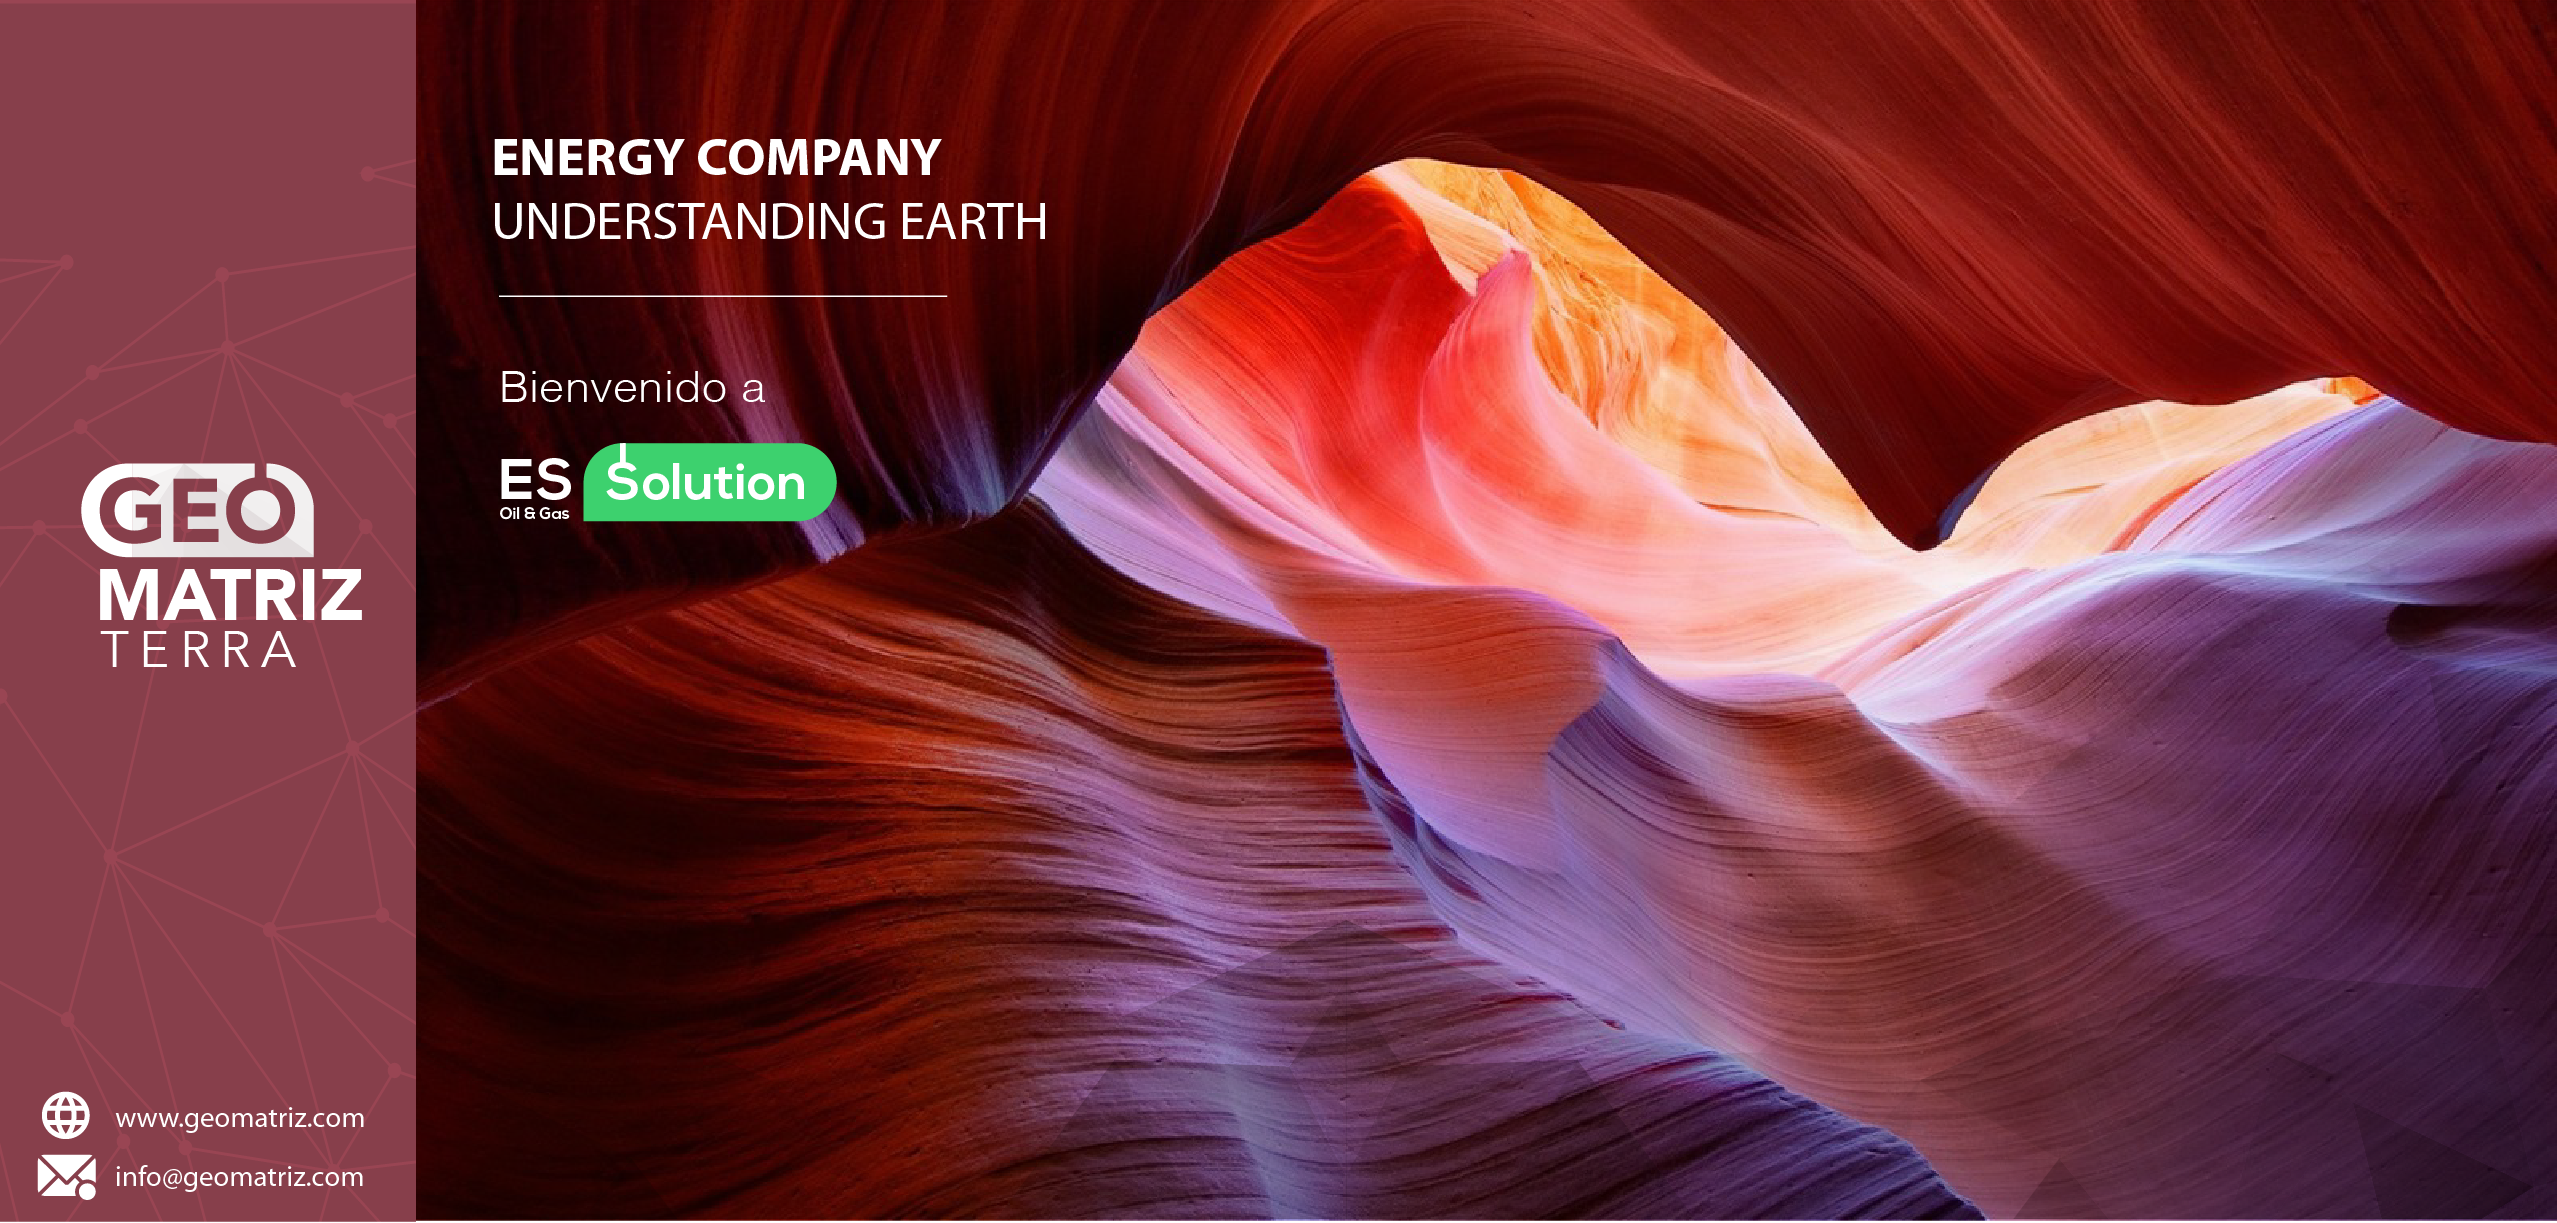 GEO
MATRIZ
TERRA
www.geomatriz.com
info@geomatriz.com
ENERGY COMPANY
UNDERSTANDING EARTH
Bienvenido a
ES Solution
Oil & Gas